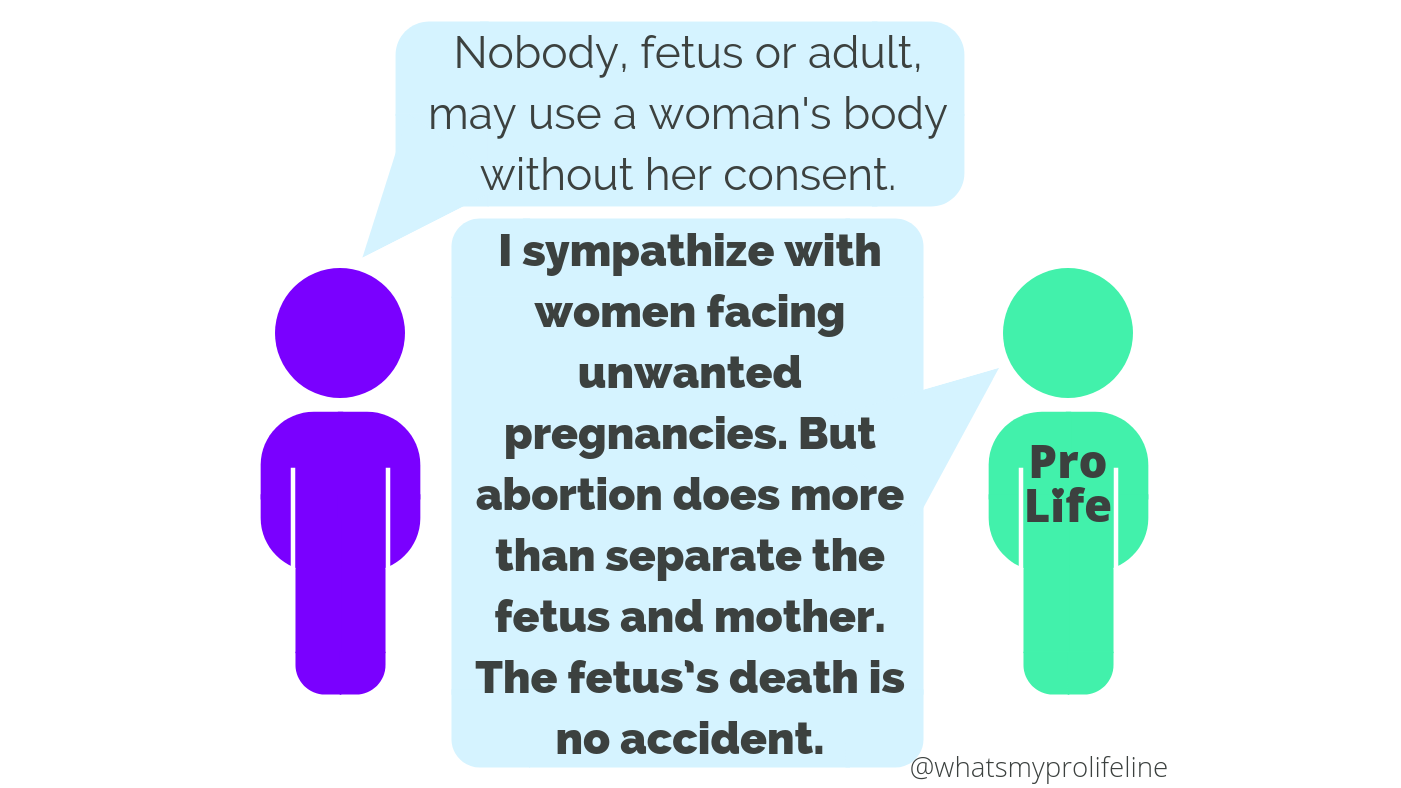 Nobody, fetus or adult,
may use a woman's body
without her consent.
I sympathize with
women facing
unwanted
pregnancies. But
abortion does more
than separate the
fetus and mother.
The fetus’s death is
no accident.
Pro
Life
@whatsmyprolifeline